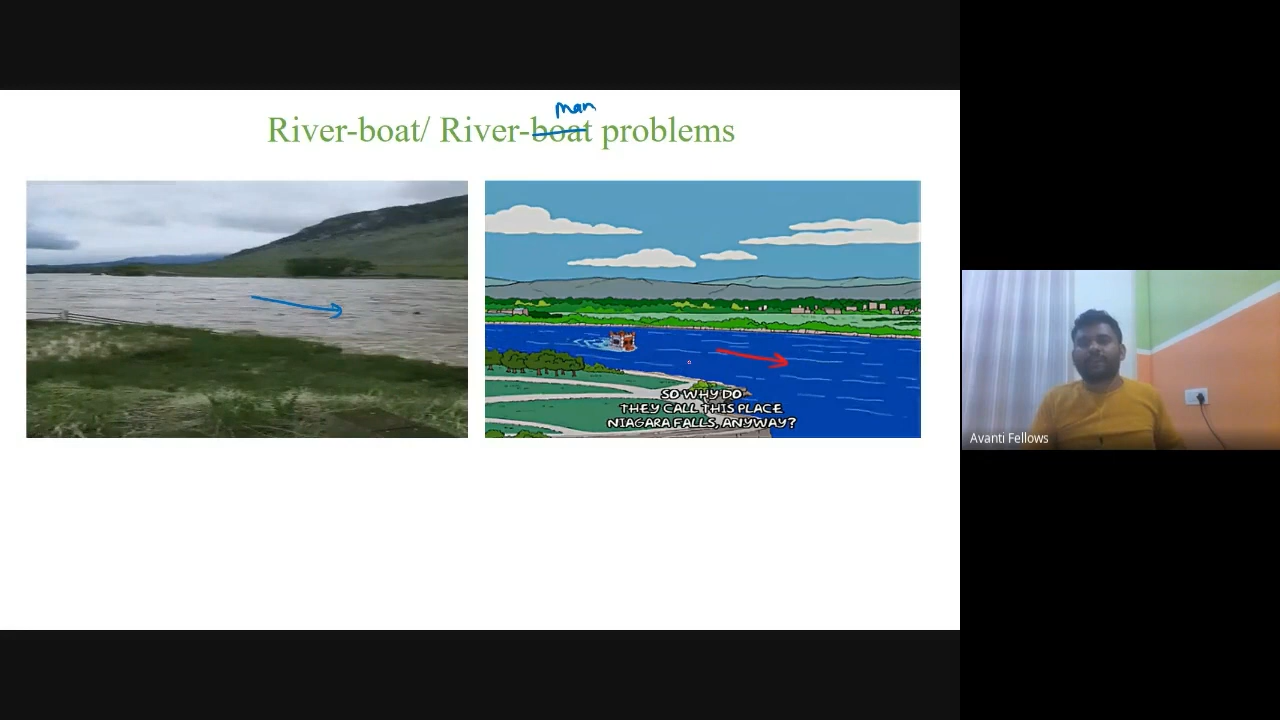 man
River-boat/ River-boat problems
SO WHY DO
THEY CALL THIS PLACE
NIAGARA FALLS, ANYWAY?
Avanti Fellows